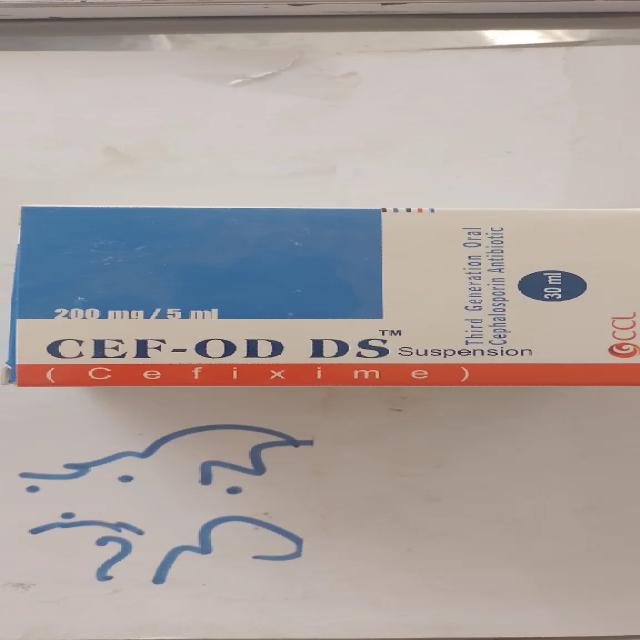 200 mg / 5 ml
CEF-OD DS™ Suspension
( Cefixime )
Third Generation Oral
Cephalosporin Antibiotic
30 ml
CCL